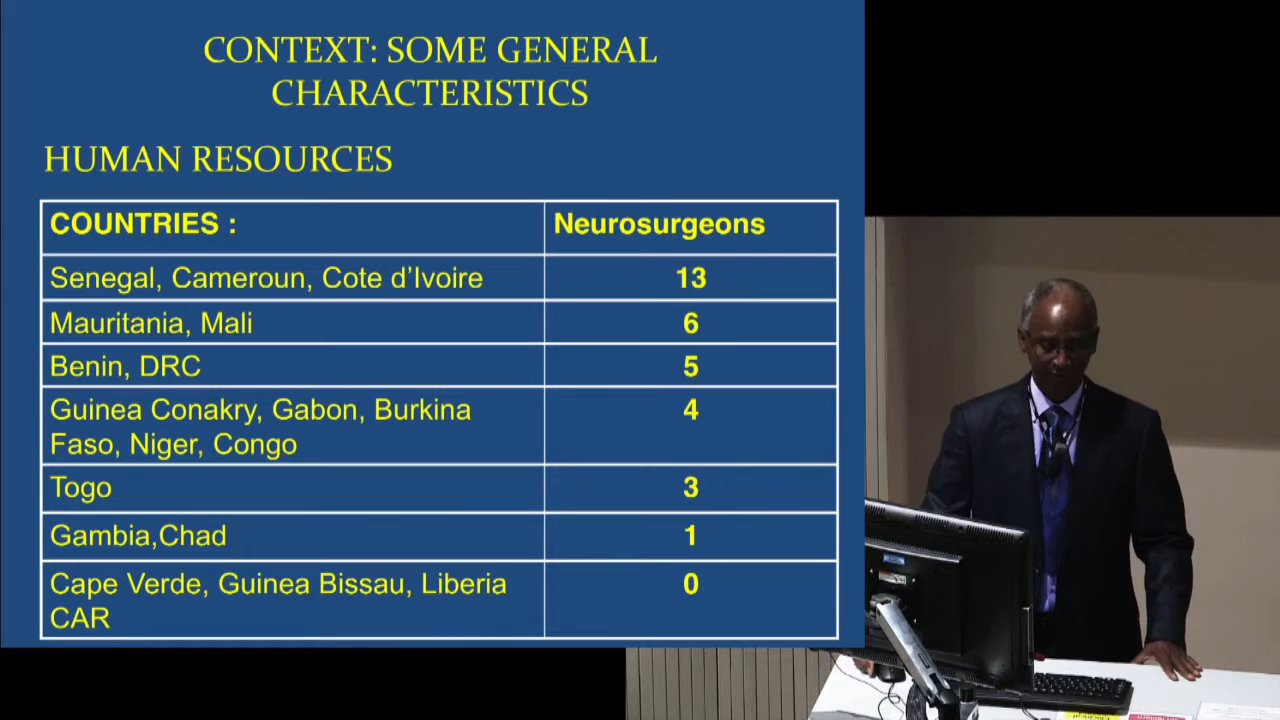 CONTEXT: SOME GENERAL
CHARACTERISTICS
HUMAN RESOURCES
COUNTRIES : Neurosurgeons
Senegal, Cameroun, Cote d'Ivoire 13
Mauritania, Mali 6
Benin, DRC 5
Guinea Conakry, Gabon, Burkina 4
Faso, Niger, Congo
Togo 3
Gambia,Chad 1
Cape Verde, Guinea Bissau, Liberia 0
CAR